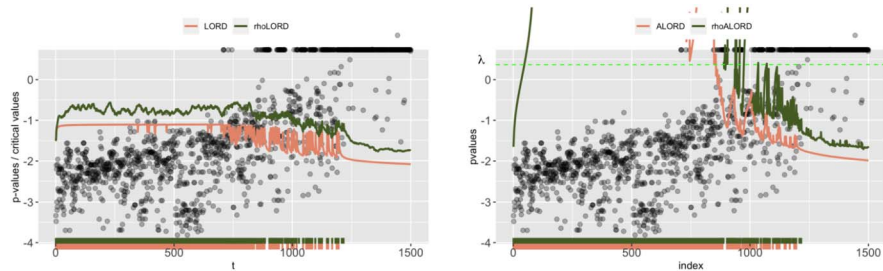 LORD rhoLORD
p-values / critical values
0
-1
-2
-3
-4
0 500 1000 1500
t
ALORD rhoALORD
pvalues
λ
0
-1
-2
-3
-4
0 500 1000 1500
index